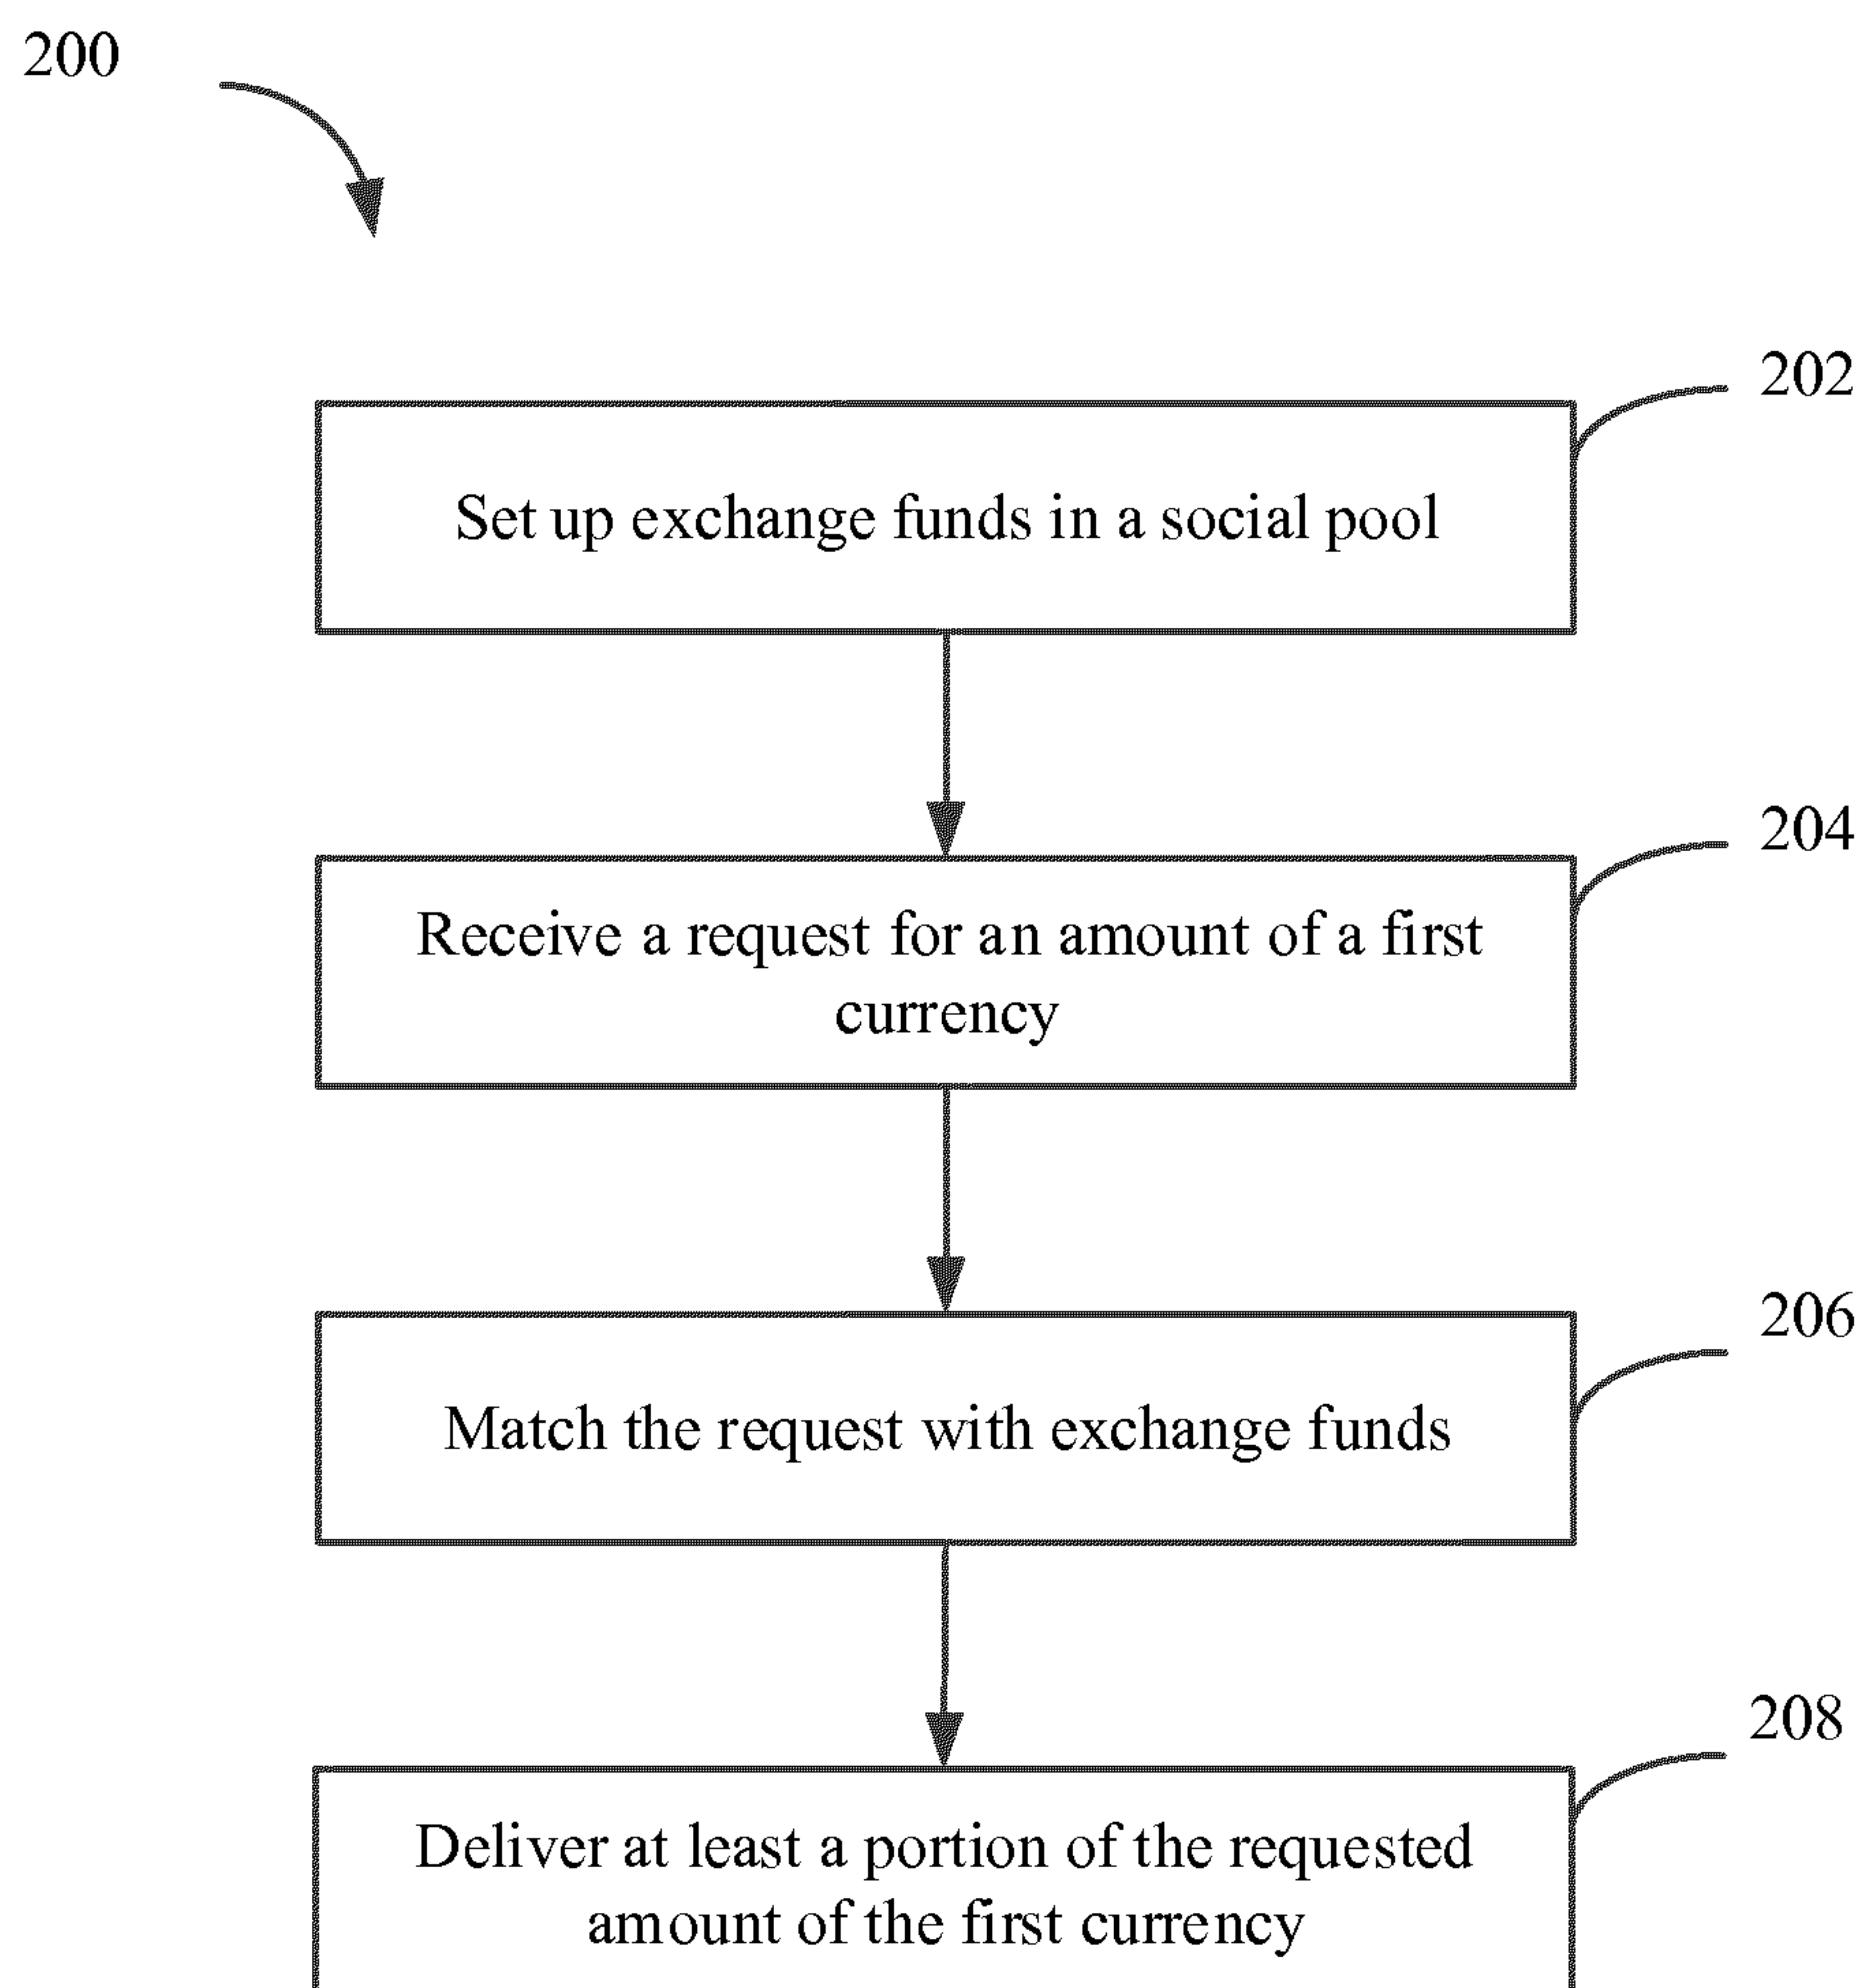 200
202
Set up exchange funds in a social pool
204
Receive a request for an amount of a first
currency
206
Match the request with exchange funds
208
Deliver at least a portion of the requested
amount of the first currency